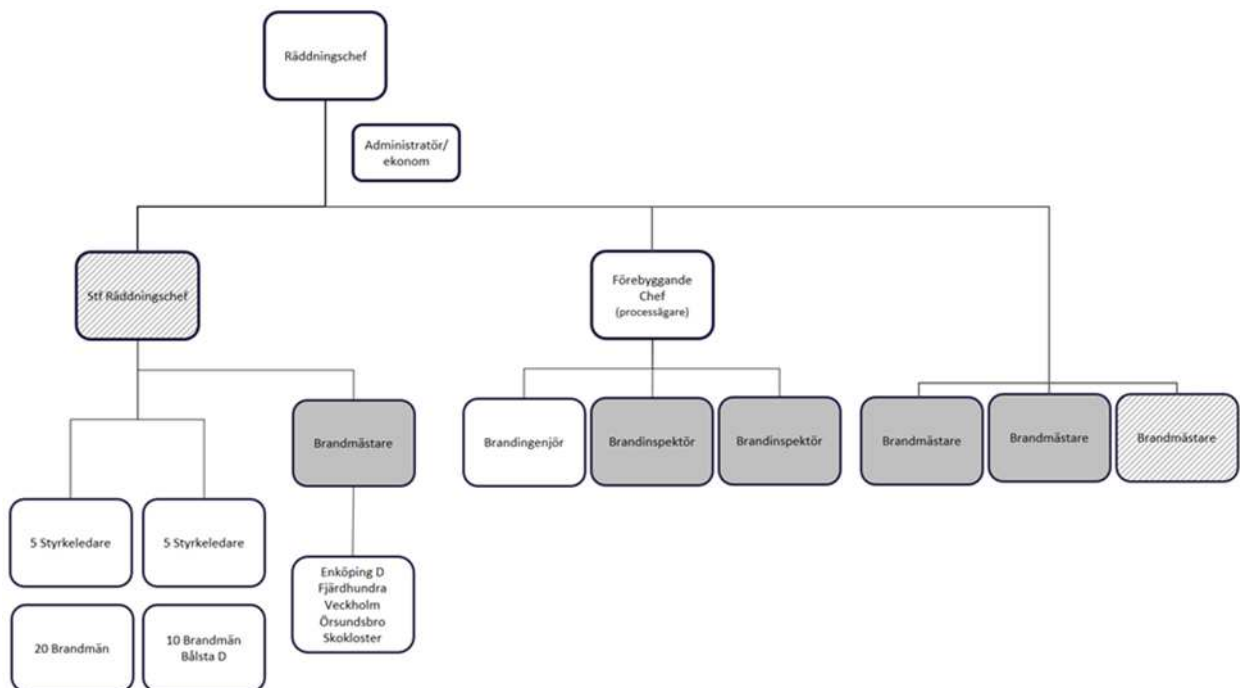 Räddningschef
Administratör/
ekonom
Stf Räddningschef
Förebyggande
Chef
(processägare)
Brandmästare
Brandingenjör
Brandinspektör
Brandinspektör
Brandmästare
Brandmästare
Brandmästare
5 Styrkeledare
5 Styrkeledare
Enköping D
Fjärdhundra
Veckholm
Örsundsbro
Skokloster
20 Brandmän
10 Brandmän
Bålsta D